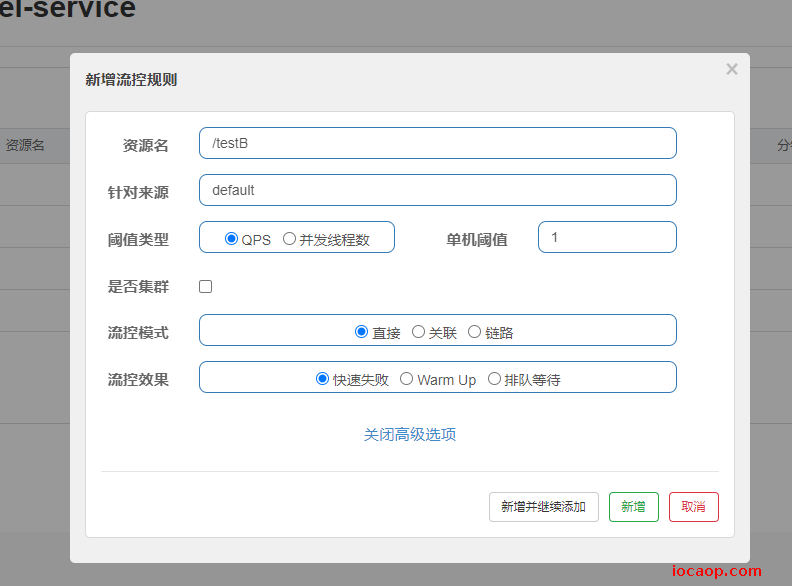 el-service
新增流控规则 ×
资源名
分
资源名 /testB
针对来源 default
阈值类型 QPS 并发线程数 单机阈值 1
是否集群
流控模式 直接 关联 链路
流控效果 快速失败 Warm Up 排队等待
关闭高级选项
新增并继续添加 新增 取消
iocaop.com